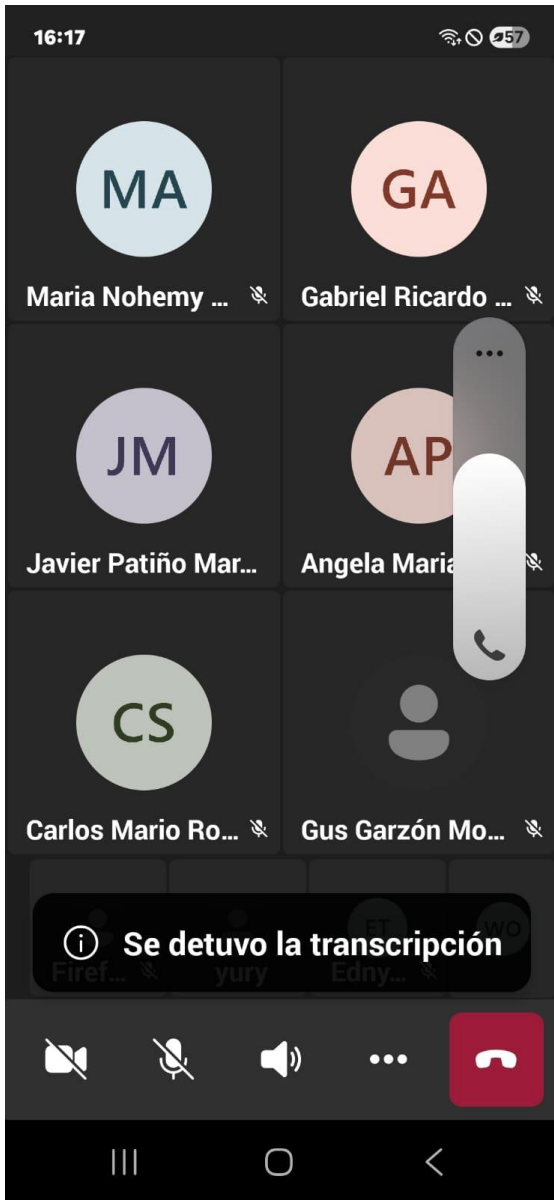 16:17
57
MA
GA
Maria Nohemy ...
Gabriel Ricardo ...
JM
AP
Javier Patiño Mar...
Angela Maria
CS
Carlos Mario Ro...
Gus Garzón Mo...
ET
WO
Se detuvo la transcripción
Firef...
yury
Edny...